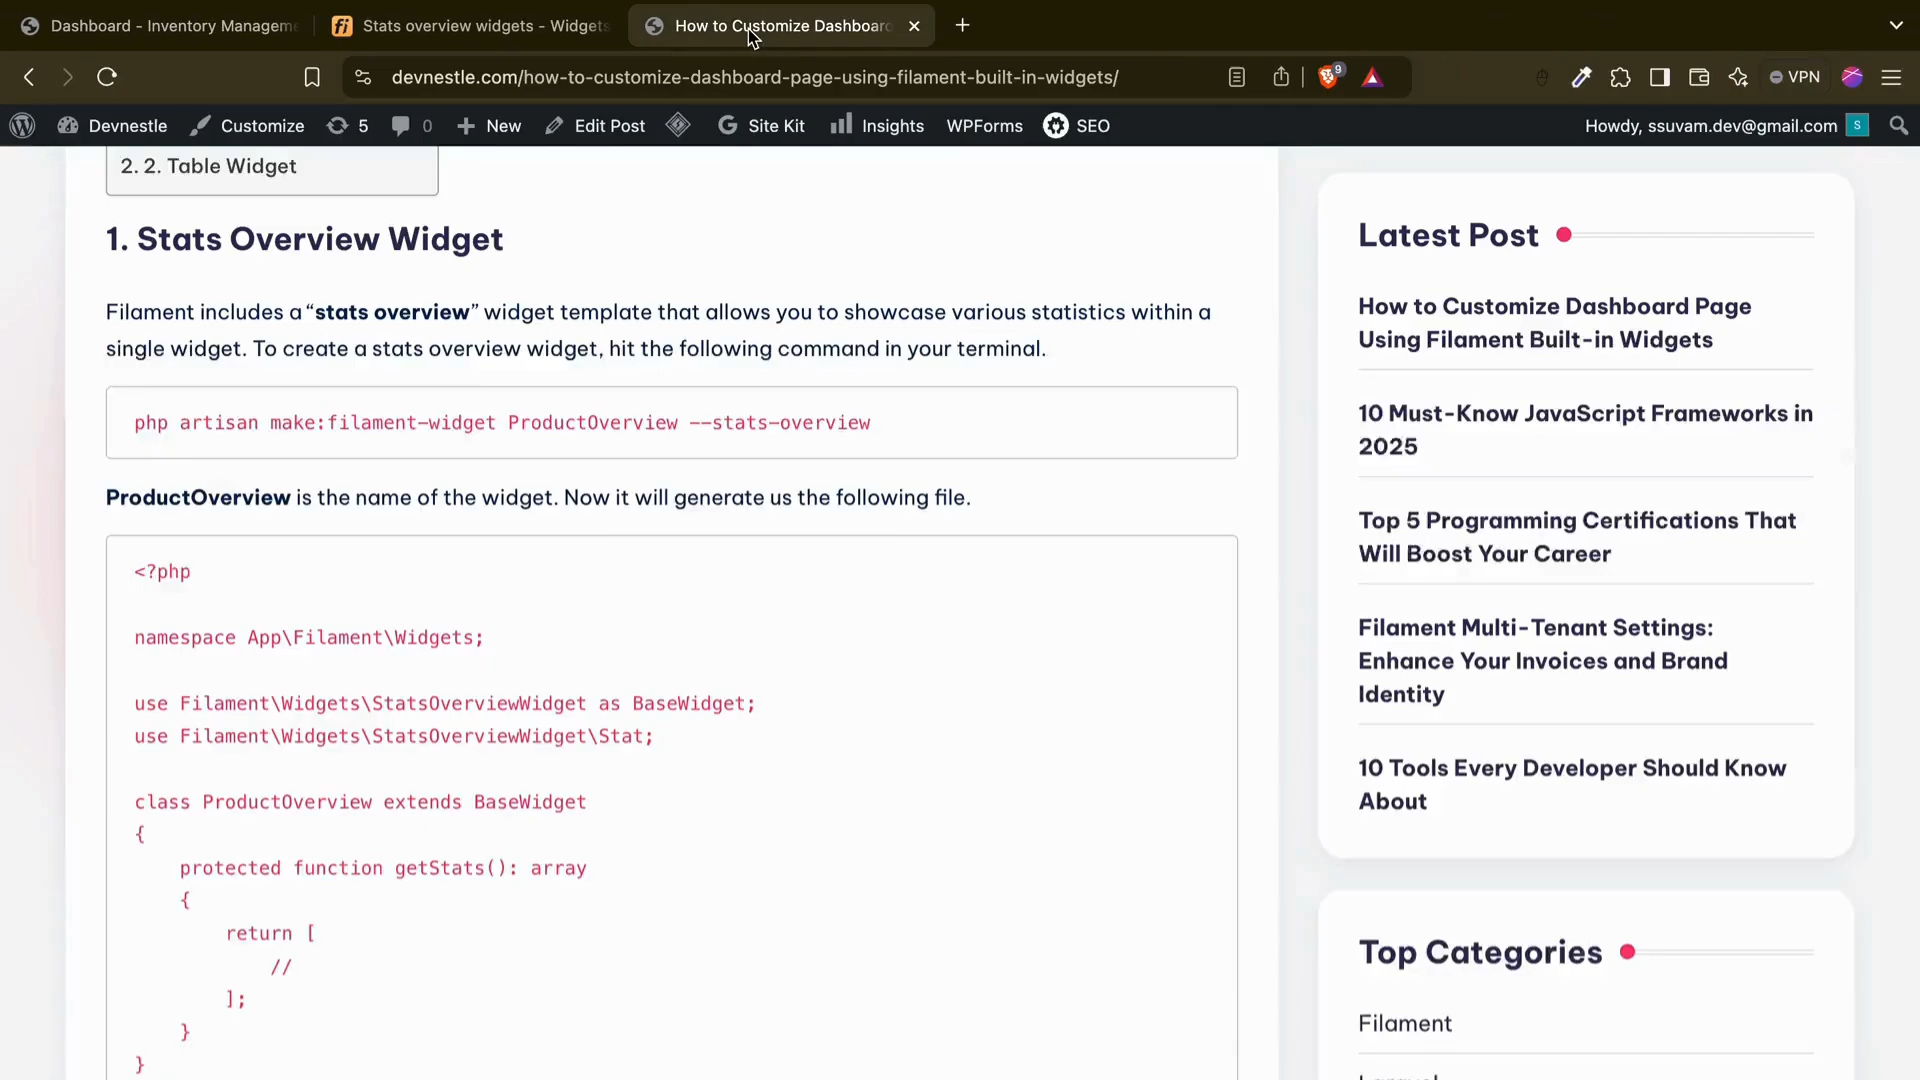 Dashboard - Inventory Managem
Stats overview widgets - Widgets
How to Customize Dashboar
devnestle.com/how-to-customize-dashboard-page-using-filament-built-in-widgets/
9
VPN
Devnestle
Customize
5
0
New
Edit Post
Site Kit
Insights
WPForms
SEO
Howdy, ssuvam.dev@gmail.com
S
2. 2. Table Widget
1. Stats Overview Widget
Filament includes a “stats overview” widget template that allows you to showcase various statistics within a
single widget. To create a stats overview widget, hit the following command in your terminal.
php artisan make:filament-widget ProductOverview --stats-overview
ProductOverview is the name of the widget. Now it will generate us the following file.
<?php
namespace App\Filament\Widgets;
use Filament\Widgets\StatsOverviewWidget as BaseWidget;
use Filament\Widgets\StatsOverviewWidget\Stat;
class ProductOverview extends BaseWidget
{
protected function getStats(): array
{
return [
//
];
}
}
Latest Post
How to Customize Dashboard Page
Using Filament Built-in Widgets
10 Must-Know JavaScript Frameworks in
2025
Top 5 Programming Certifications That
Will Boost Your Career
Filament Multi-Tenant Settings:
Enhance Your Invoices and Brand
Identity
10 Tools Every Developer Should Know
About
Top Categories
Filament